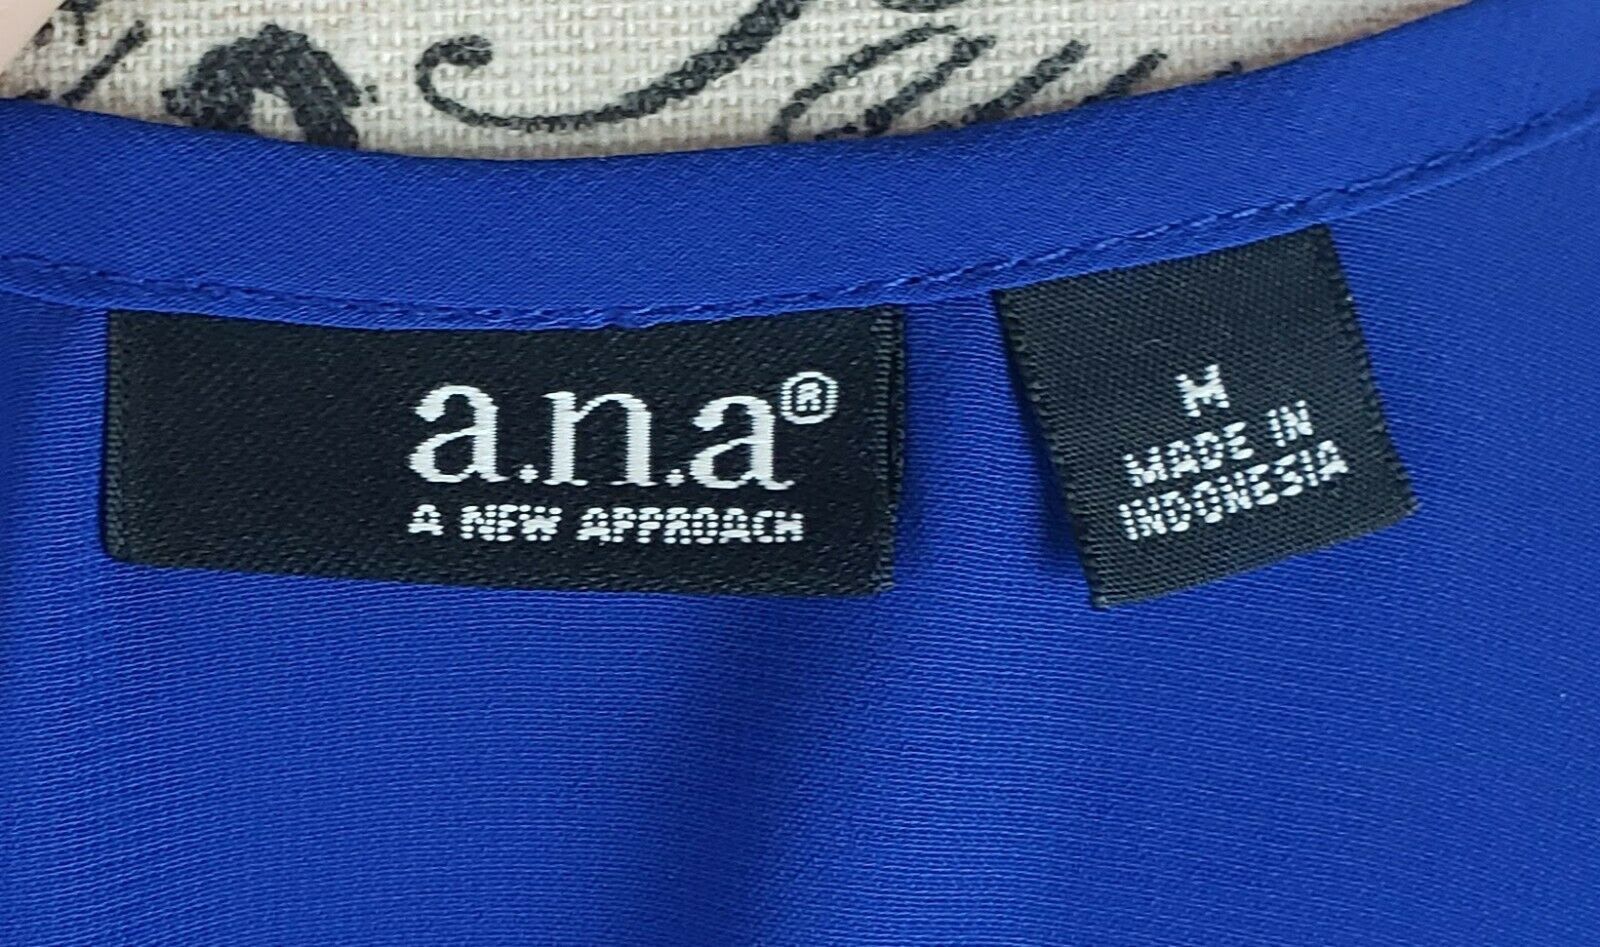 a.n.a®
A NEW APPROACH
M
MADE IN
INDONESIA